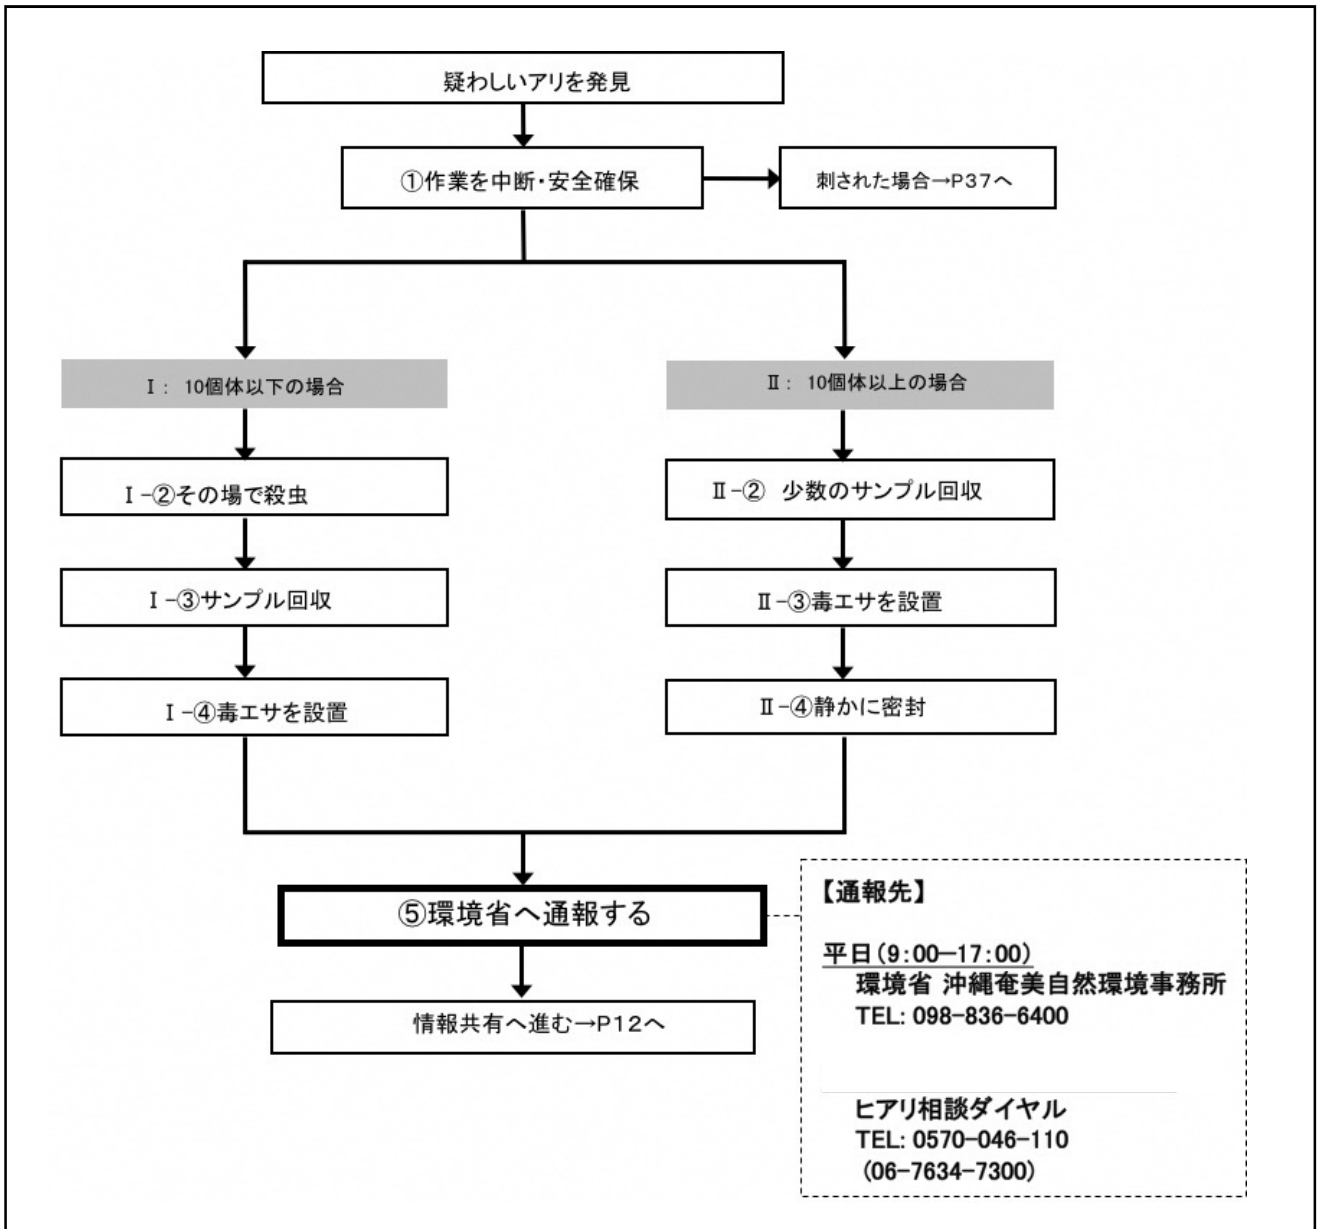 疑わしいアリを発見
①作業を中断・安全確保
刺された場合→P37へ
Ⅰ: 10個体以下の場合
Ⅱ: 10個体以上の場合
Ⅰ-②その場で殺虫
Ⅱ-② 少数のサンプル回収
Ⅰ-③サンプル回収
Ⅱ-③毒エサを設置
Ⅰ-④毒エサを設置
Ⅱ-④静かに密封
⑤環境省へ通報する
情報共有へ進む→P12へ
【通報先】
平日(9:00—17:00)
環境省 沖縄奄美自然環境事務所
TEL: 098-836-6400
ヒアリ相談ダイヤル
TEL: 0570-046-110
(06-7634-7300)